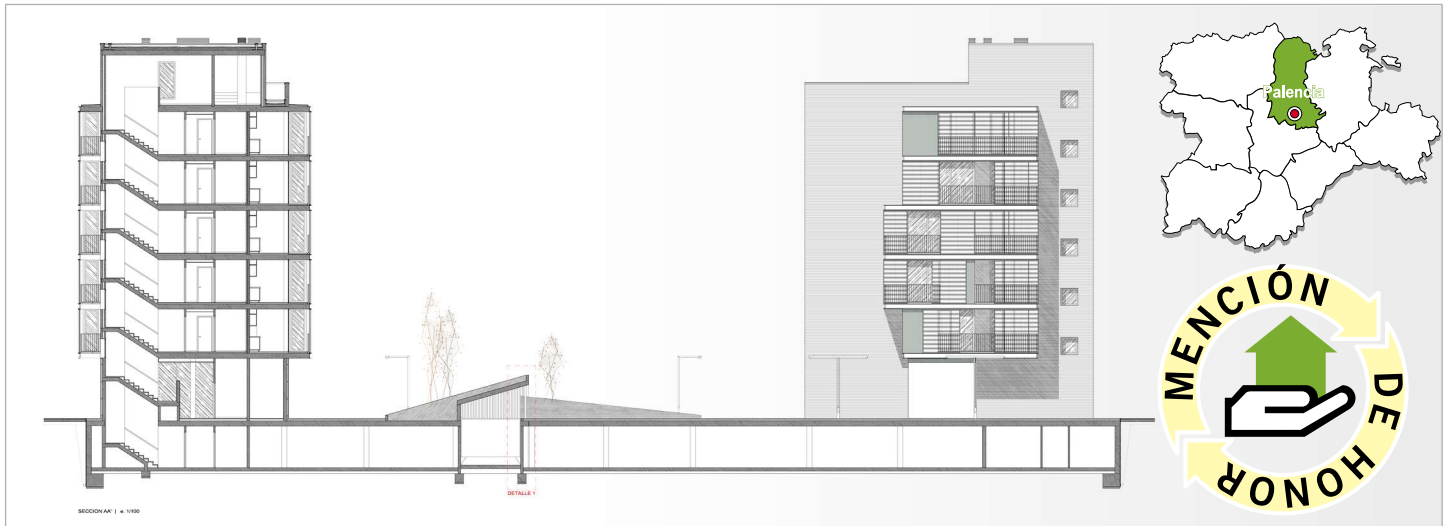 Palencia
MENCIÓN
DE HONOR
DETALLE 1
SECCION AA' | e. 1/100